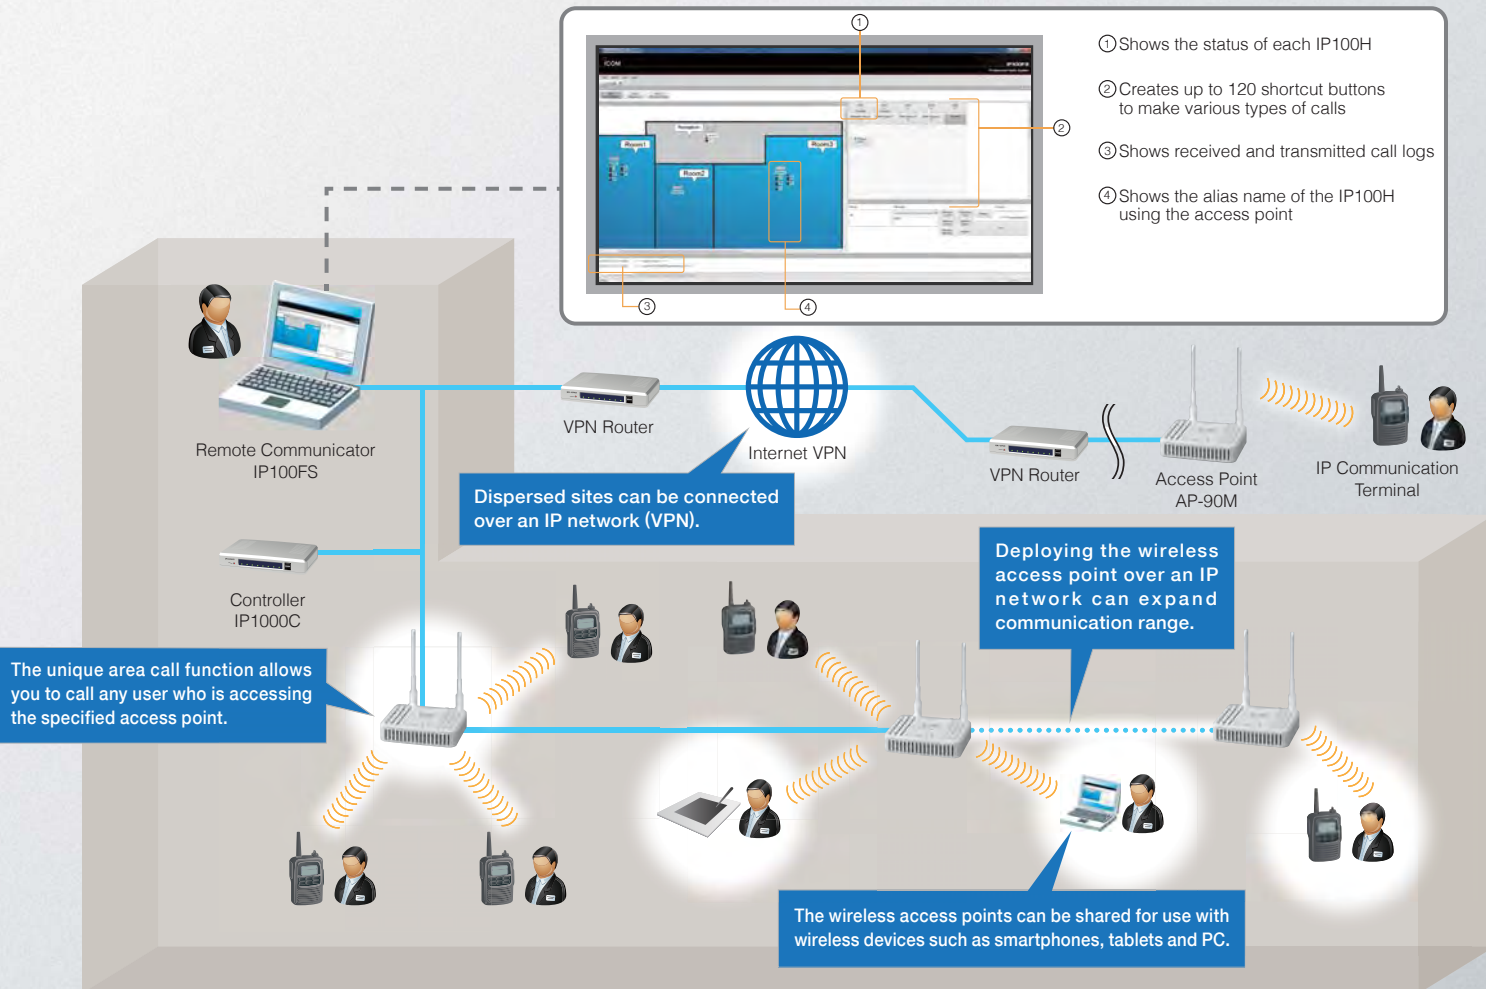 ①
ICOM
Reception
Room1
Room2
Room3
②
③
④
①Shows the status of each IP100H
②Creates up to 120 shortcut buttons
to make various types of calls
③Shows received and transmitted call logs
④Shows the alias name of the IP100H
using the access point
Remote Communicator
IP100FS
VPN Router
Internet VPN
VPN Router
Access Point
AP-90M
IP Communication
Terminal
Dispersed sites can be connected
over an IP network (VPN).
Deploying the wireless
access point over an IP
network can expand
communication range.
Controller
IP1000C
The unique area call function allows
you to call any user who is accessing
the specified access point.
The wireless access points can be shared for use with
wireless devices such as smartphones, tablets and PC.